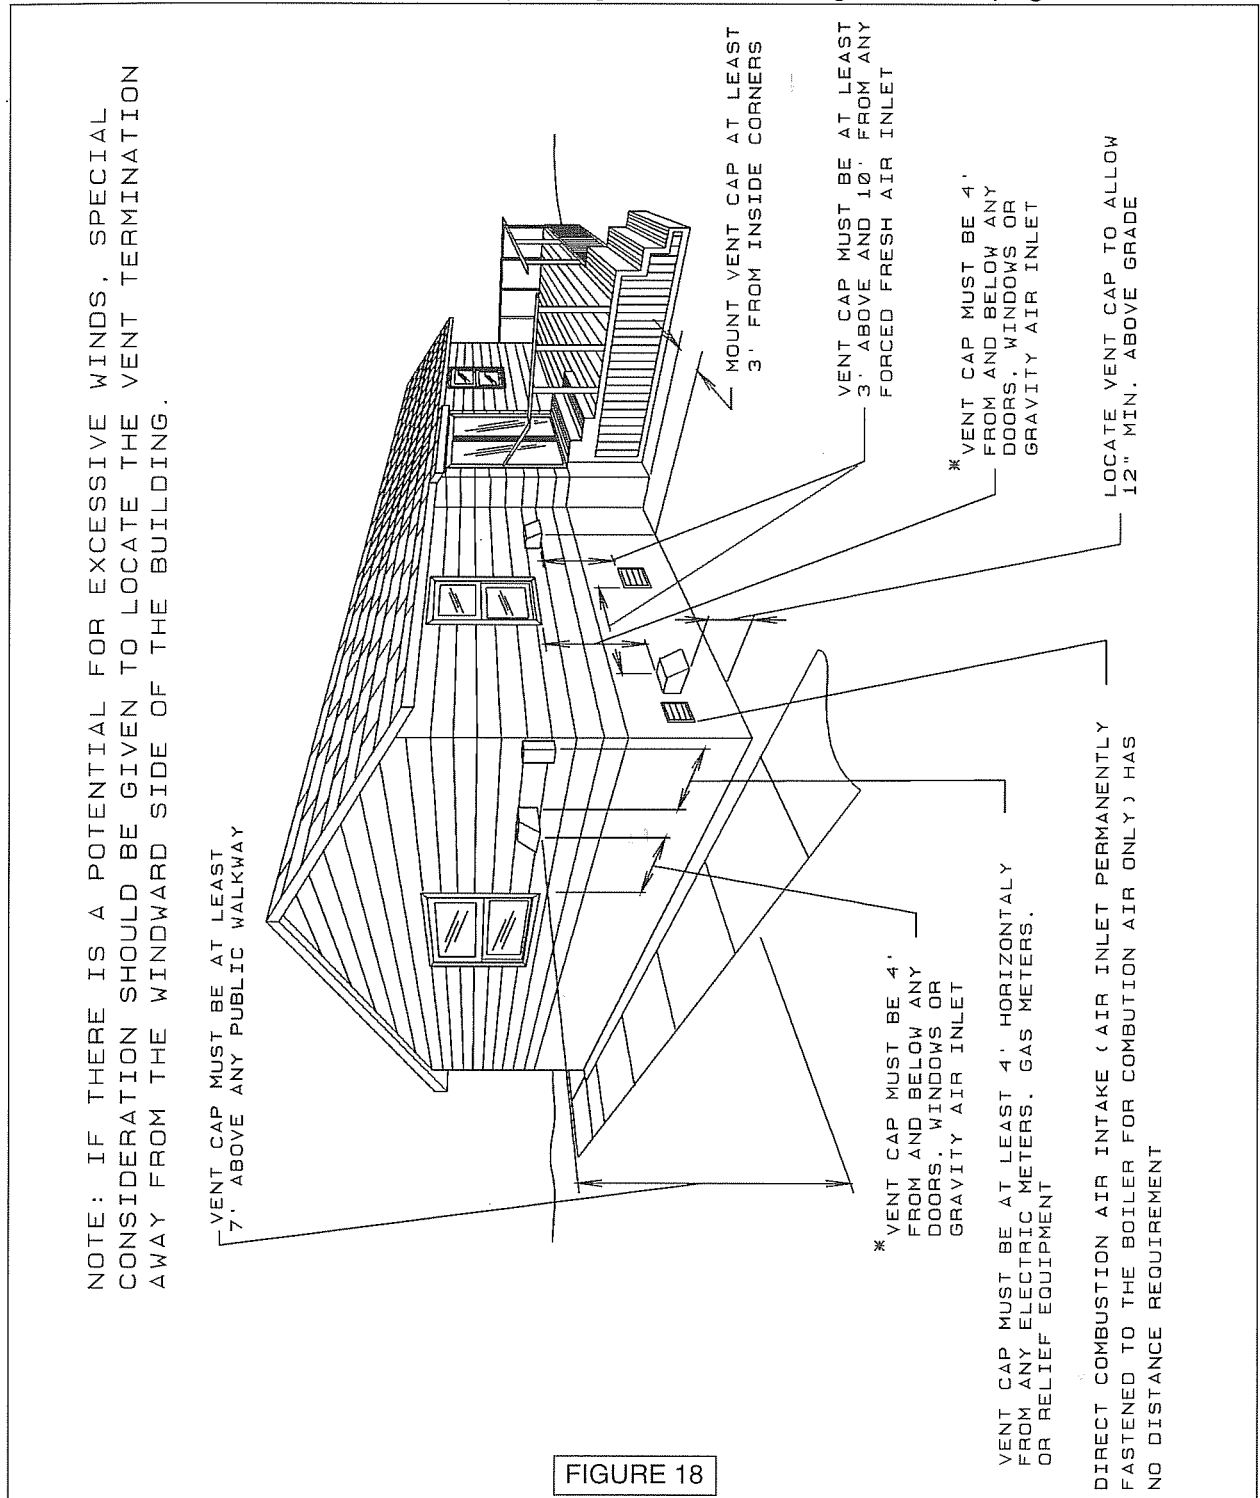 NOTE: IF THERE IS A POTENTIAL FOR EXCESSIVE WINDS, SPECIAL
CONSIDERATION SHOULD BE GIVEN TO LOCATE THE VENT TERMINATION
AWAY FROM THE WINDWARD SIDE OF THE BUILDING.
VENT CAP MUST BE AT LEAST
7' ABOVE ANY PUBLIC WALKWAY
MOUNT VENT CAP AT LEAST
3' FROM INSIDE CORNERS
VENT CAP MUST BE AT LEAST
3' ABOVE AND 10' FROM ANY
FORCED FRESH AIR INLET
* VENT CAP MUST BE 4'
FROM AND BELOW ANY
DOORS, WINDOWS OR
GRAVITY AIR INLET
LOCATE VENT CAP TO ALLOW
12" MIN. ABOVE GRADE
* VENT CAP MUST BE 4'
FROM AND BELOW ANY
DOORS, WINDOWS OR
GRAVITY AIR INLET
VENT CAP MUST BE AT LEAST 4' HORIZONTALY
FROM ANY ELECTRIC METERS, GAS METERS,
OR RELIEF EQUIPMENT
DIRECT COMBUSTION AIR INTAKE (AIR INLET PERMANENTLY
FASTENED TO THE BOILER FOR COMBUTION AIR ONLY) HAS
NO DISTANCE REQUIREMENT
FIGURE 18